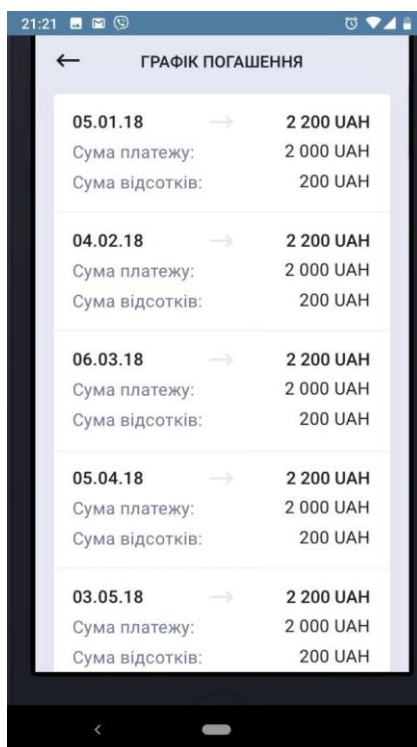 21:21
ГРАФІК ПОГАШЕННЯ
05.01.18 → 2 200 UAH
Сума платежу: 2 000 UAH
Сума відсотків: 200 UAH
04.02.18 → 2 200 UAH
Сума платежу: 2 000 UAH
Сума відсотків: 200 UAH
06.03.18 → 2 200 UAH
Сума платежу: 2 000 UAH
Сума відсотків: 200 UAH
05.04.18 → 2 200 UAH
Сума платежу: 2 000 UAH
Сума відсотків: 200 UAH
03.05.18 → 2 200 UAH
Сума платежу: 2 000 UAH
Сума відсотків: 200 UAH